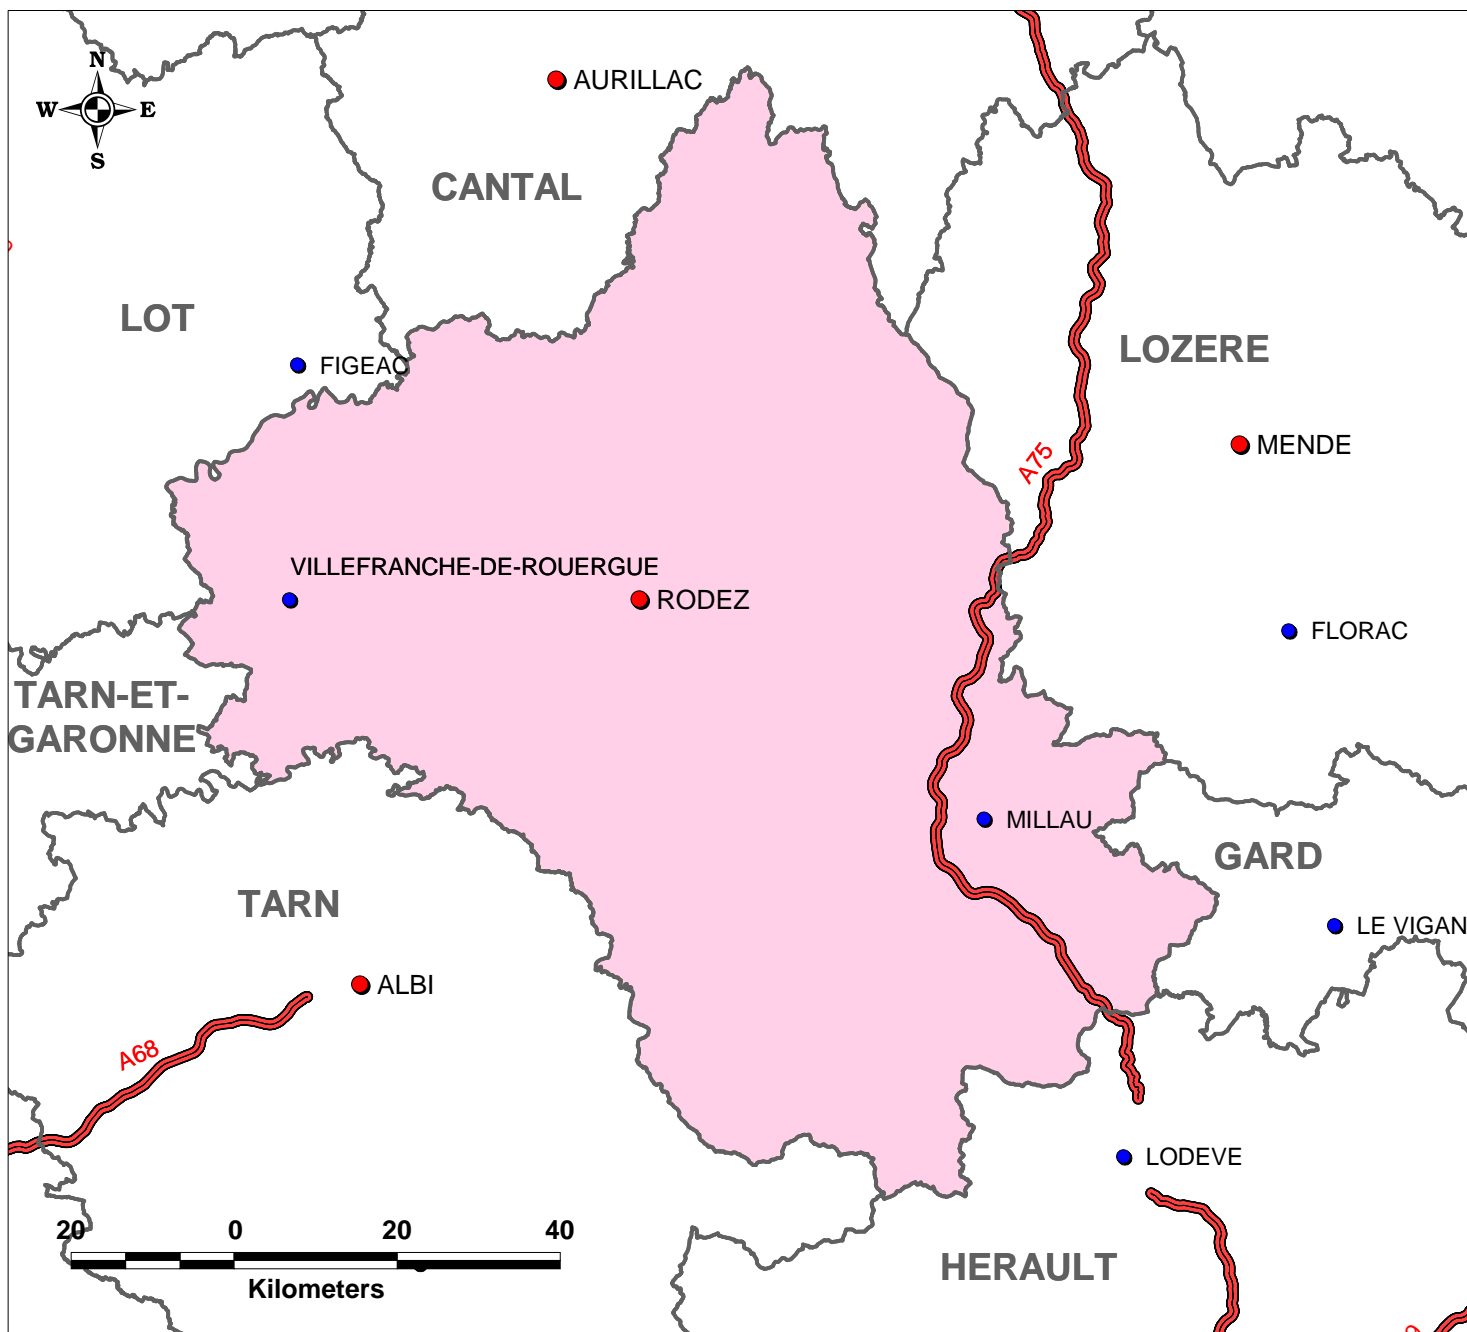 N
AURILLAC
W
E
S
CANTAL
LOT
LOZERE
FIGEAC
A75
MENDE
VILLEFRANCHE-DE-ROUERGUE
RODEZ
FLORAC
TARN-ET-
GARONNE
MILLAU
GARD
TARN
LE VIGAN
ALBI
A68
LODEVE
20 0 20 40
HERAULT
Kilometers